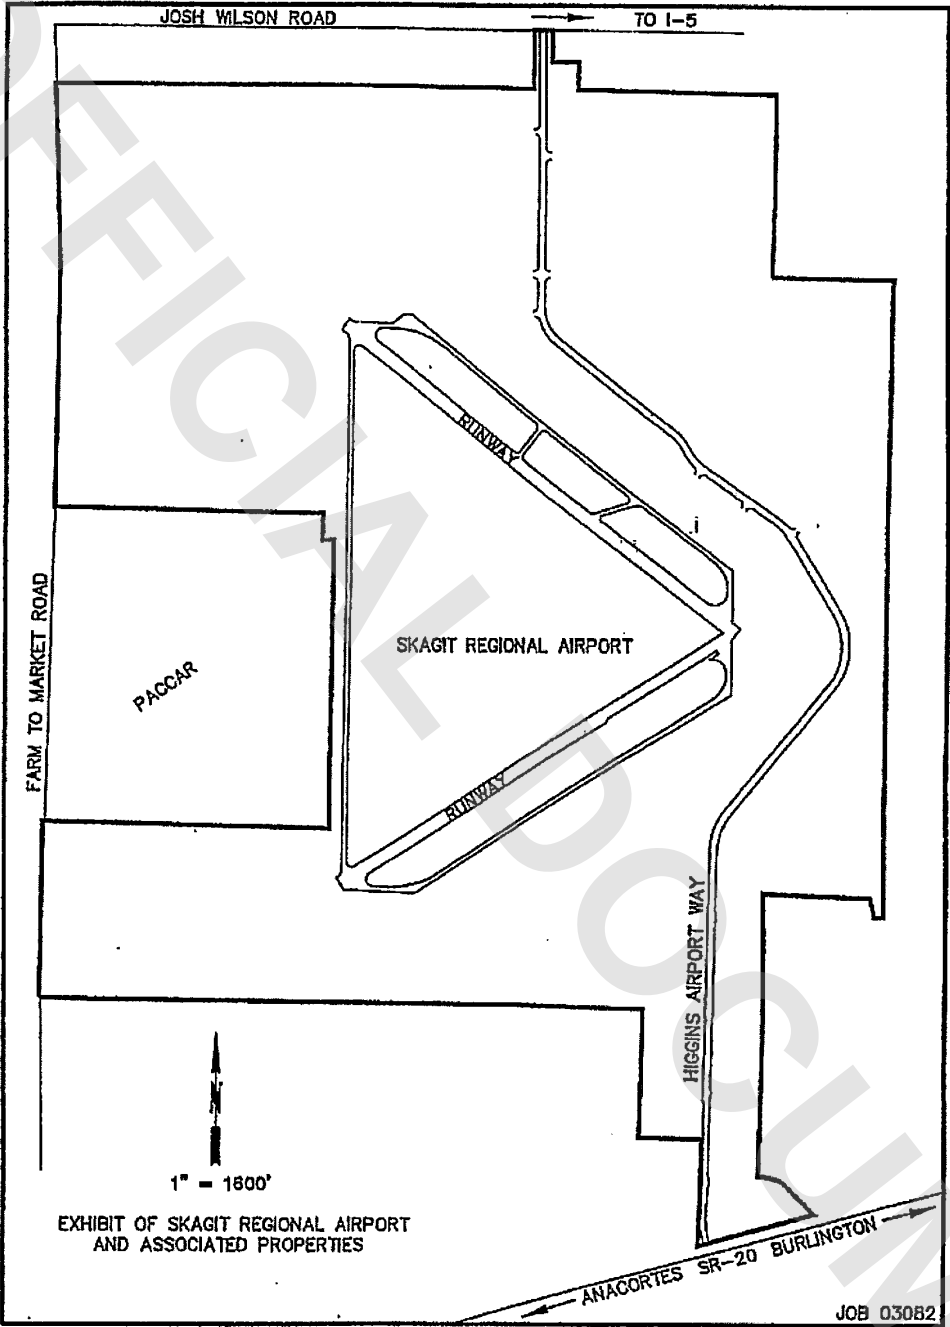 JOSH WILSON ROAD
TO I-5
RUNWAY
SKAGIT REGIONAL AIRPORT
FARM TO MARKET ROAD
PACCAR
RUNWAY
HIGGINS AIRPORT WAY
N
1" = 1600'
EXHIBIT OF SKAGIT REGIONAL AIRPORT
AND ASSOCIATED PROPERTIES
ANACORTES SR-20 BURLINGTON
JOB 03082
OFFICIAL DOCUM